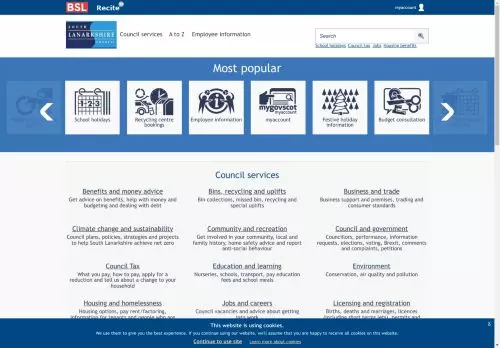 BSL Recite myaccount
SOUTH
LANARKSHIRE
COUNCIL
Council services A to Z Employee information
Search
School holidays Council tax Jobs Housing benefits
Most popular
1 2 3
School holidays
Recycling centre
bookings
Employee information
mygovscot
myaccount
Festive holiday
information
Budget consultation
Council services
Benefits and money advice
Get advice on benefits, help with money and
budgeting and dealing with debt
Bins, recycling and uplifts
Bin collections, missed bin, recycling and
special uplifts
Business and trade
Business support and premises, trading and
consumer standards
Climate change and sustainability
Council plans, policies, strategies and projects
to help South Lanarkshire achieve net zero
Community and recreation
Get involved in your community, local and
family history, home safety advice and report
anti-social behaviour
Council and government
Councillors, performance, information
requests, elections, voting, Brexit, comments
and complaints, petitions
Council Tax
What you pay, how to pay, apply for a
reduction and tell us about a change to your
household
Education and learning
Nurseries, schools, transport, pay education
fees and school meals
Environment
Conservation, air quality and pollution
Housing and homelessness
Housing options, pay rent/factoring,
information for tenants and people who are
Jobs and careers
Council vacancies and advice about getting
into work
Licensing and registration
Births, deaths and marriages, licences
(including short term lets), permits and
This website is using cookies.
We use them to give you the best experience. If you continue using our website, we'll assume that you are happy to receive all cookies on this website.
Continue to use site Learn more about cookies
x